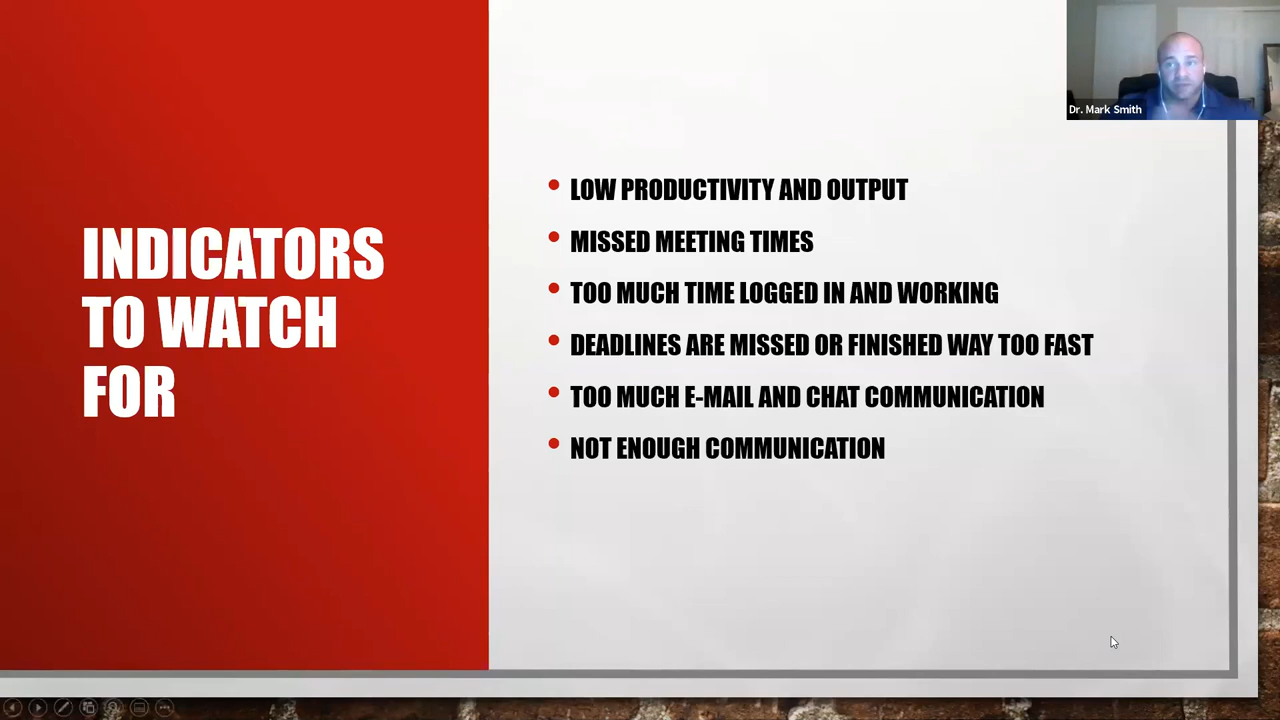 INDICATORS
TO WATCH
FOR
LOW PRODUCTIVITY AND OUTPUT
MISSED MEETING TIMES
TOO MUCH TIME LOGGED IN AND WORKING
DEADLINES ARE MISSED OR FINISHED WAY TOO FAST
TOO MUCH E-MAIL AND CHAT COMMUNICATION
NOT ENOUGH COMMUNICATION
Dr. Mark Smith